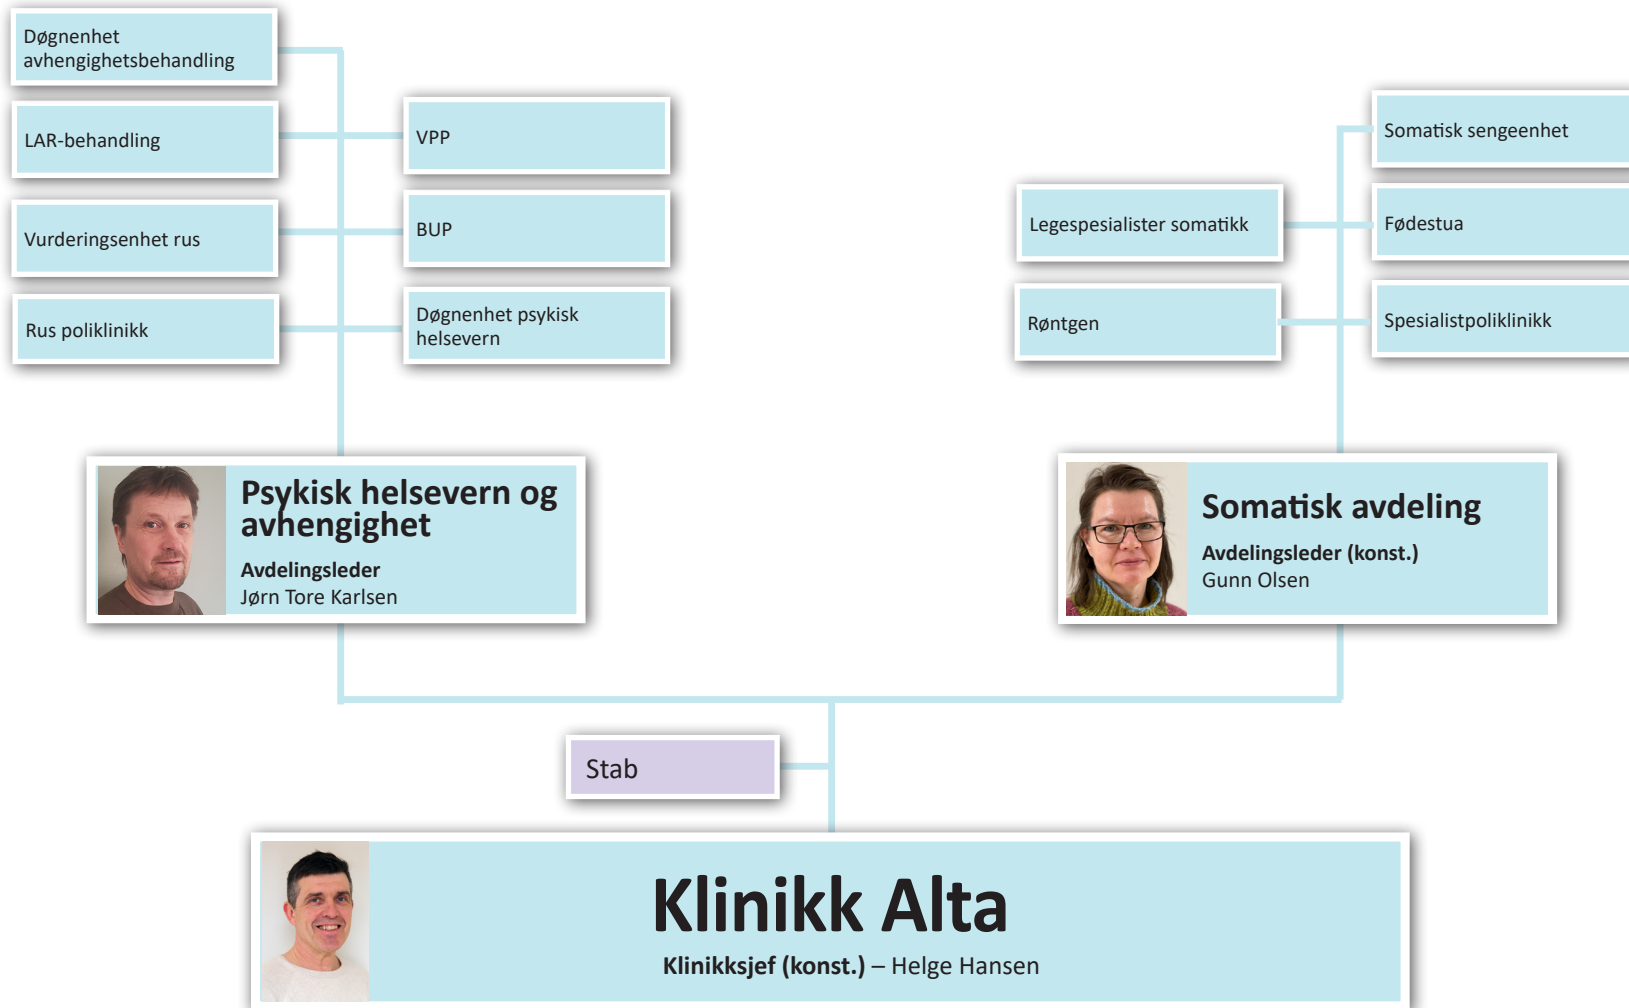 Døgnenhet
avhengighetsbehandling
LAR-behandling
Vurderingsenhet rus
Rus poliklinikk
VPP
BUP
Døgnenhet psykisk
helsevern
Somatisk sengeenhet
Legespesialister somatikk
Fødestua
Røntgen
Spesialistpoliklinikk
Psykisk helsevern og
avhengighet
Avdelingsleder
Jørn Tore Karlsen
Somatisk avdeling
Avdelingsleder (konst.)
Gunn Olsen
Stab
Klinikk Alta
Klinikksjef (konst.) – Helge Hansen